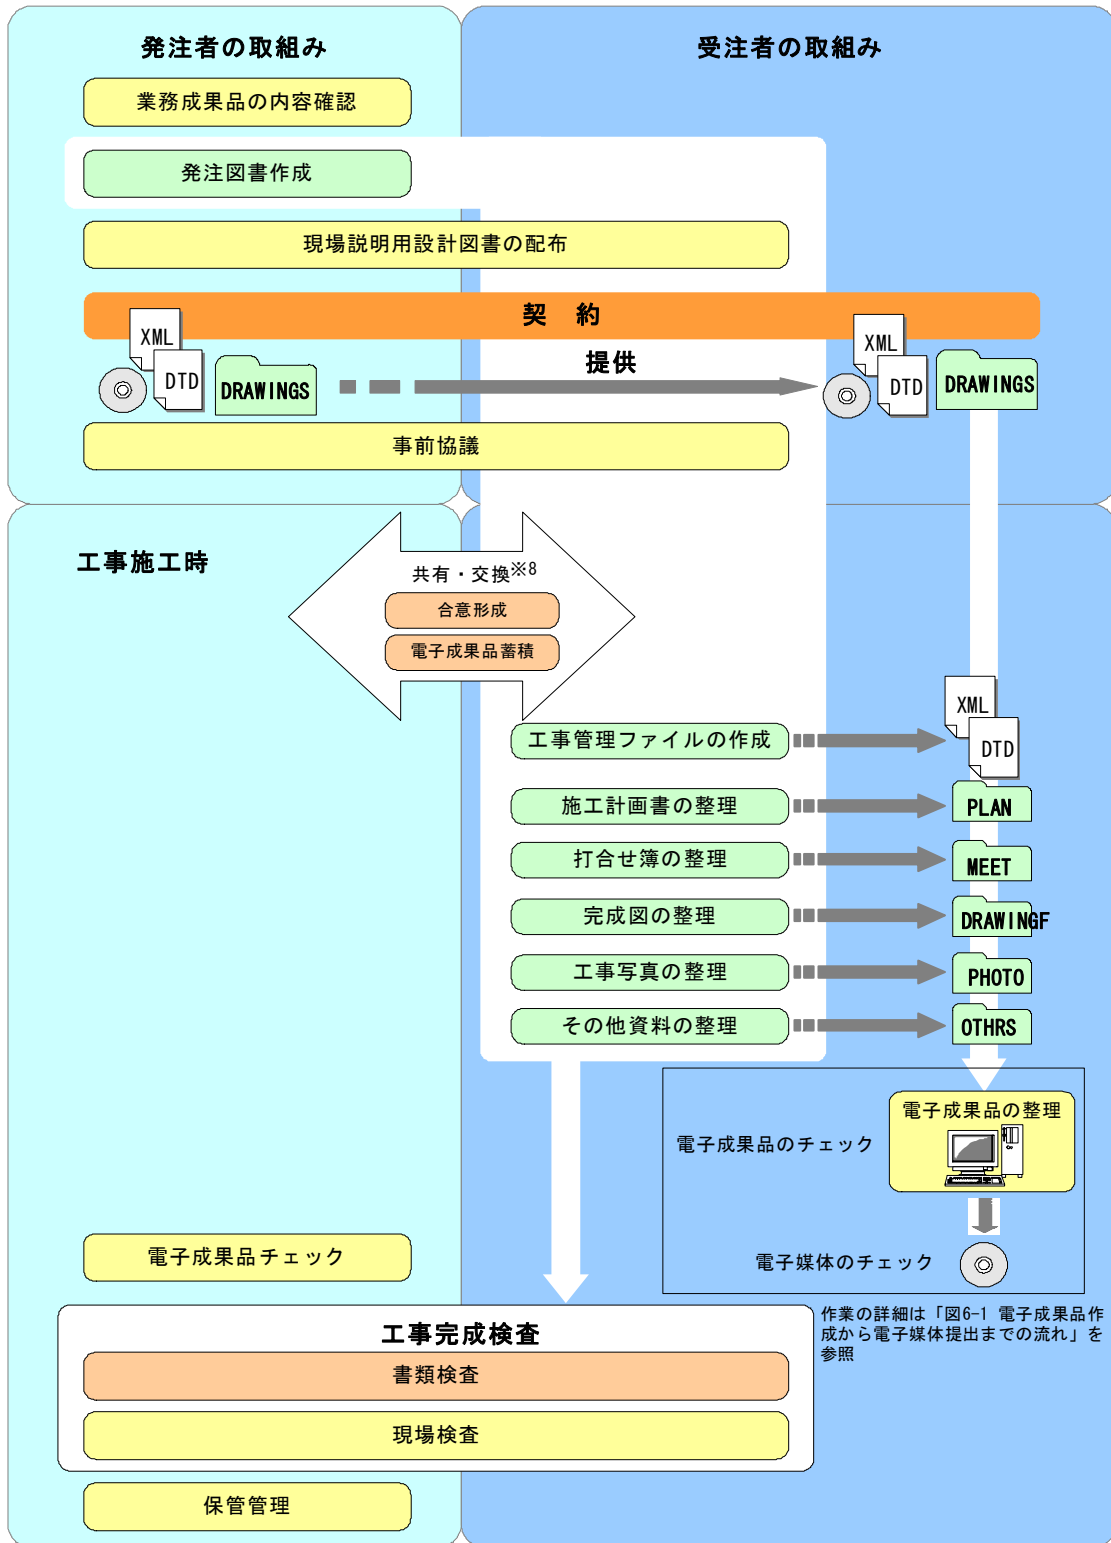 発注者の取組み
受注者の取組み
業務成果品の内容確認
発注図書作成
現場説明用設計図書の配布
契　約
XML
DTD
DRAWINGS
提供
XML
DTD
DRAWINGS
事前協議
工事施工時
共有・交換※8
合意形成
電子成果品蓄積
XML
DTD
工事管理ファイルの作成
施工計画書の整理
PLAN
打合せ簿の整理
MEET
完成図の整理
DRAWINGF
工事写真の整理
PHOTO
その他資料の整理
OTHRS
電子成果品の整理
電子成果品のチェック
電子媒体のチェック
電子成果品チェック
作業の詳細は「図6-1 電子成果品作
成から電子媒体提出までの流れ」を
参照
工事完成検査
書類検査
現場検査
保管管理